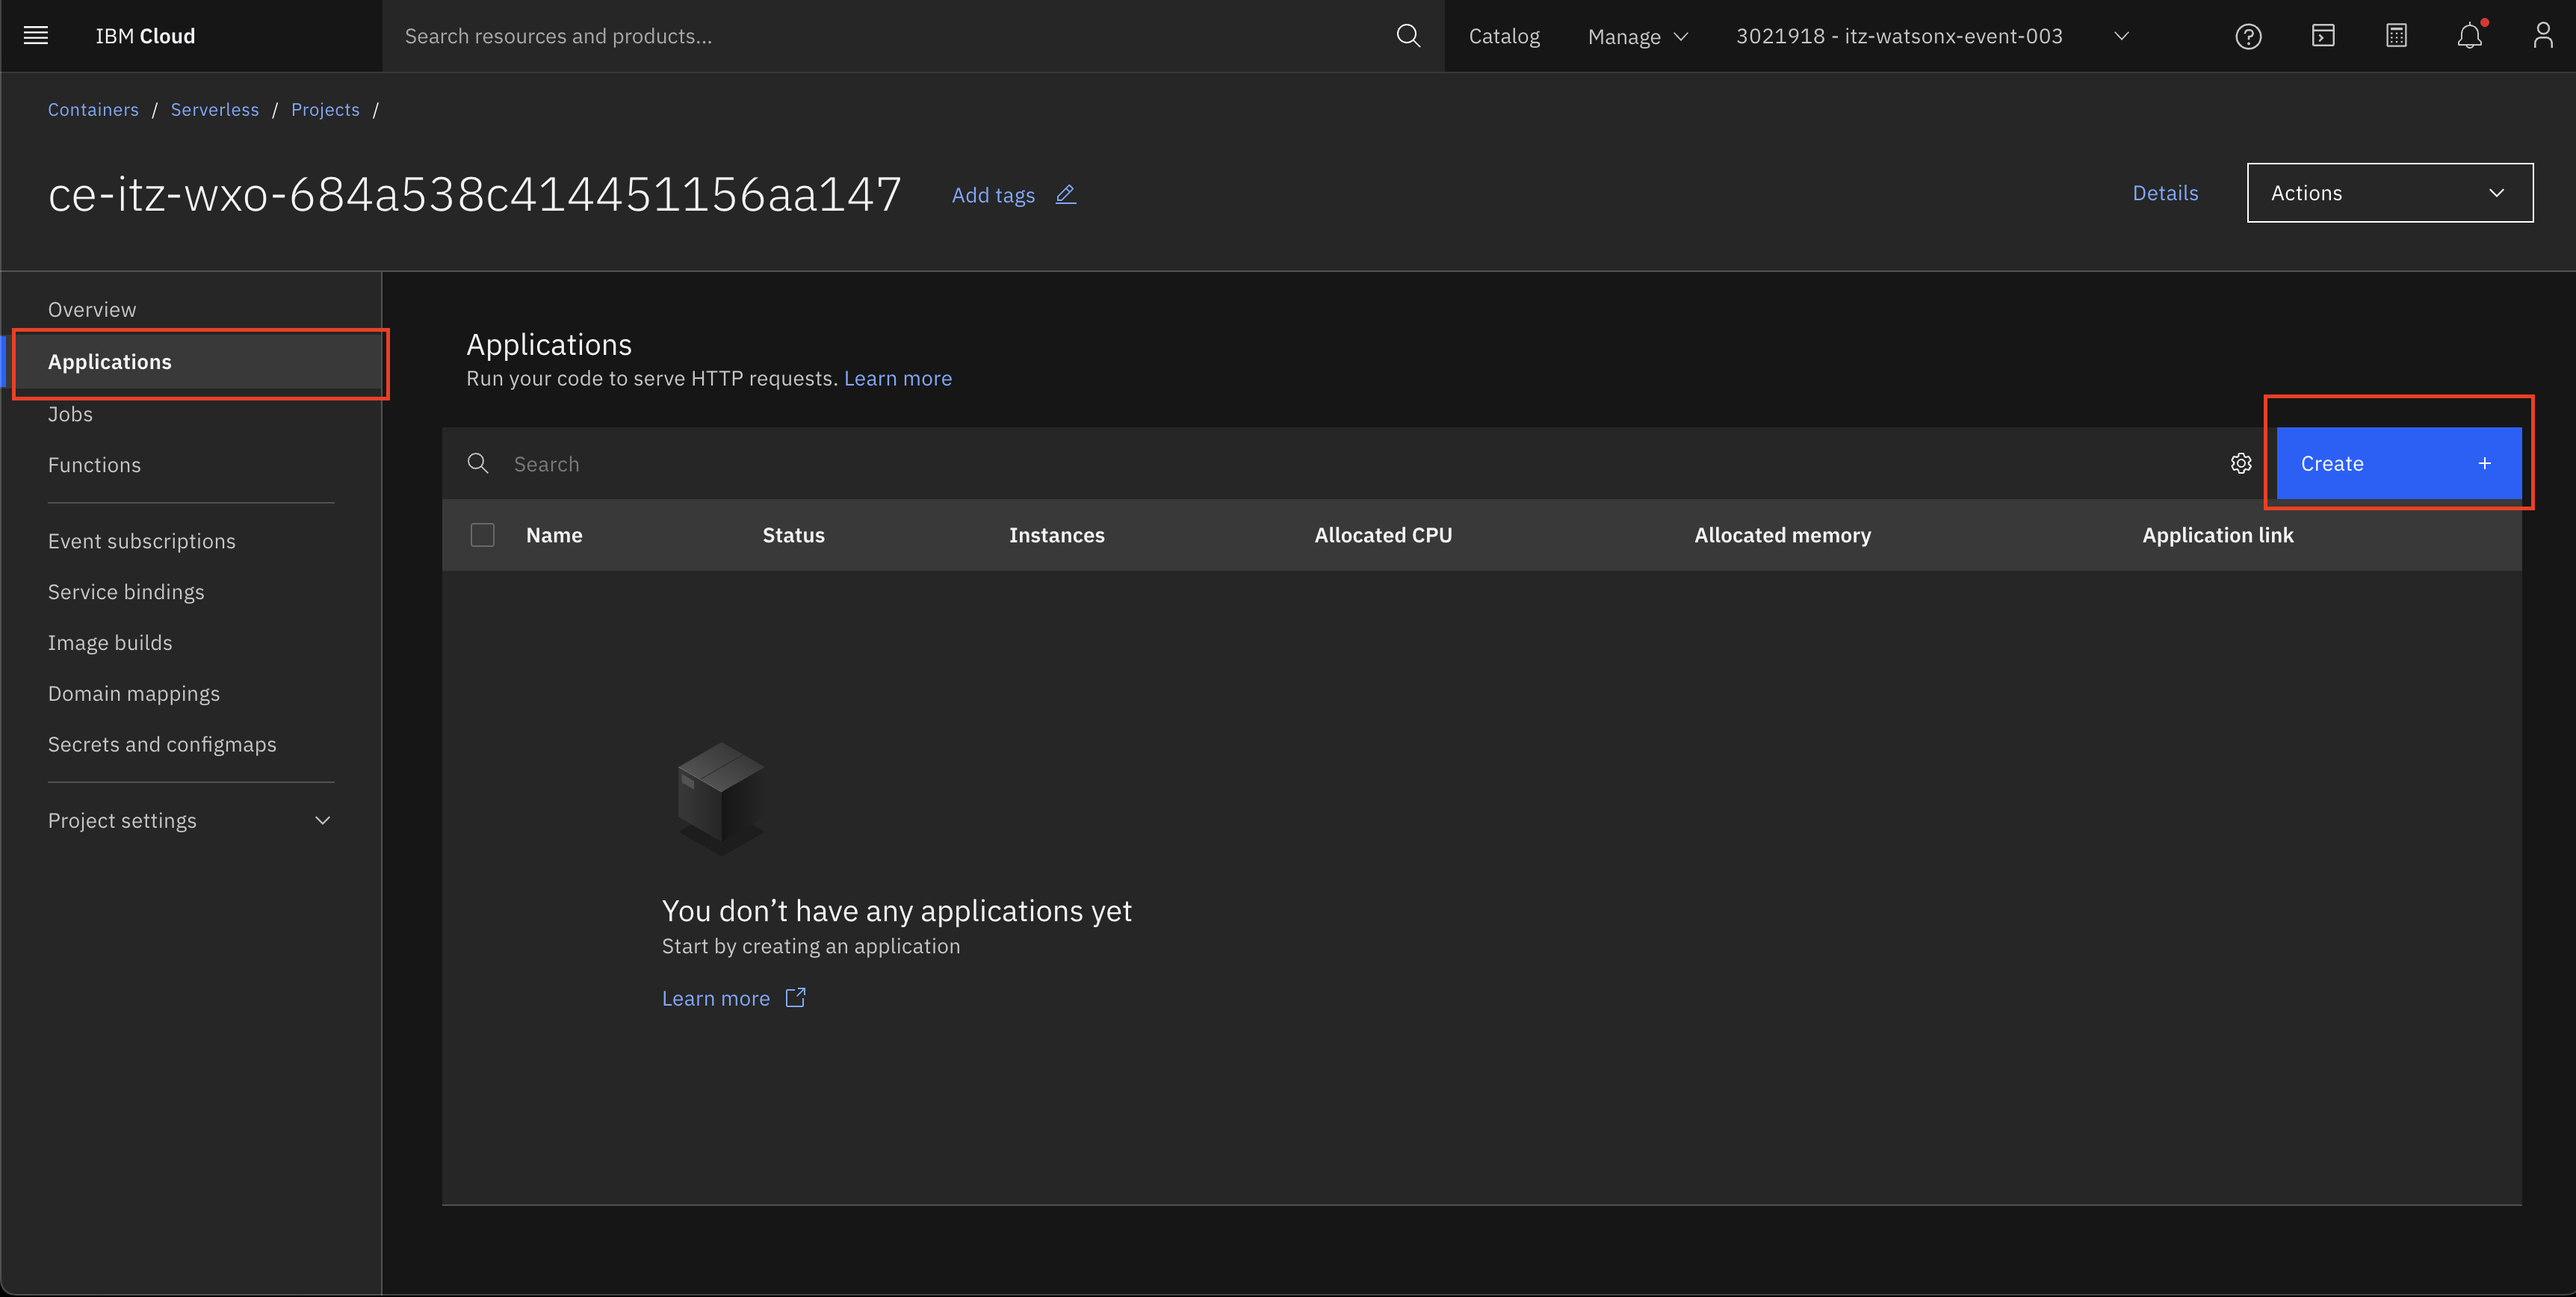 IBM Cloud
Search resources and products...
Catalog
Manage
3021918 - itz-watsonx-event-003
Containers / Serverless / Projects /
ce-itz-wxo-684a538c414451156aa147
Add tags
Details
Actions
Overview
Applications
Jobs
Functions
Event subscriptions
Service bindings
Image builds
Domain mappings
Secrets and configmaps
Project settings
Applications
Run your code to serve HTTP requests. Learn more
Search
Create +
Name Status Instances Allocated CPU Allocated memory Application link
You don’t have any applications yet
Start by creating an application
Learn more